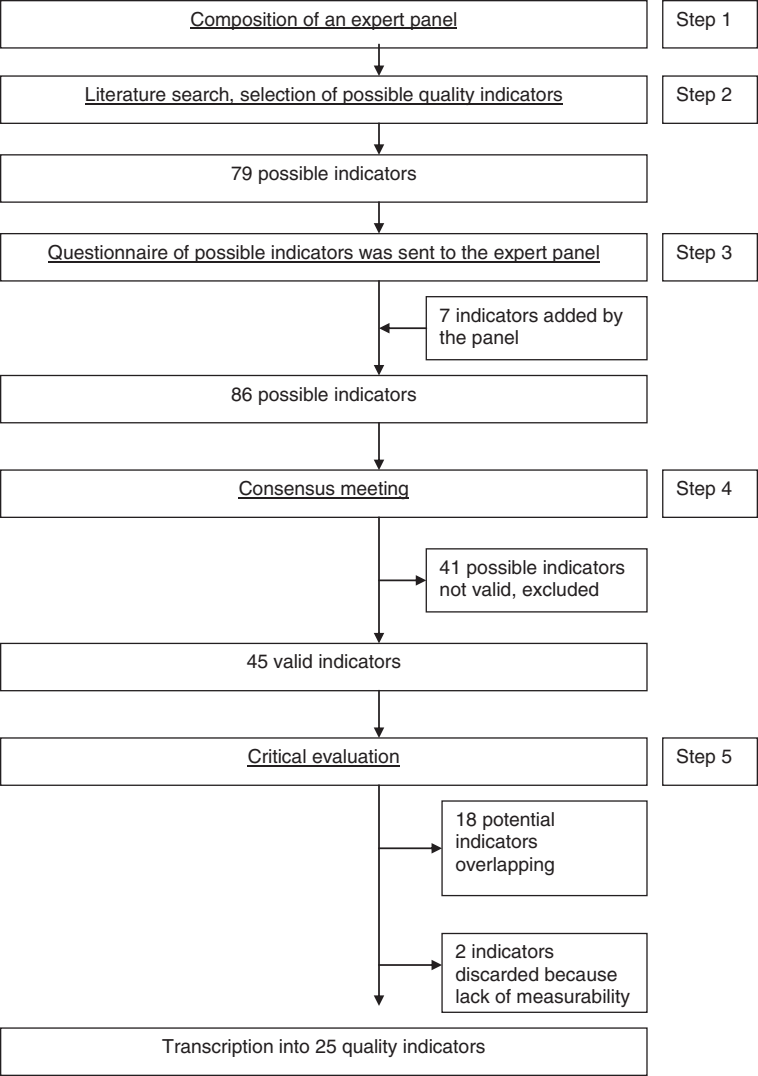 Composition of an expert panel
Step 1
Literature search, selection of possible quality indicators
Step 2
79 possible indicators
Questionnaire of possible indicators was sent to the expert panel
Step 3
7 indicators added by
the panel
86 possible indicators
Consensus meeting
Step 4
41 possible indicators
not valid, excluded
45 valid indicators
Critical evaluation
Step 5
18 potential
indicators
overlapping
2 indicators
discarded because
lack of measurability
Transcription into 25 quality indicators